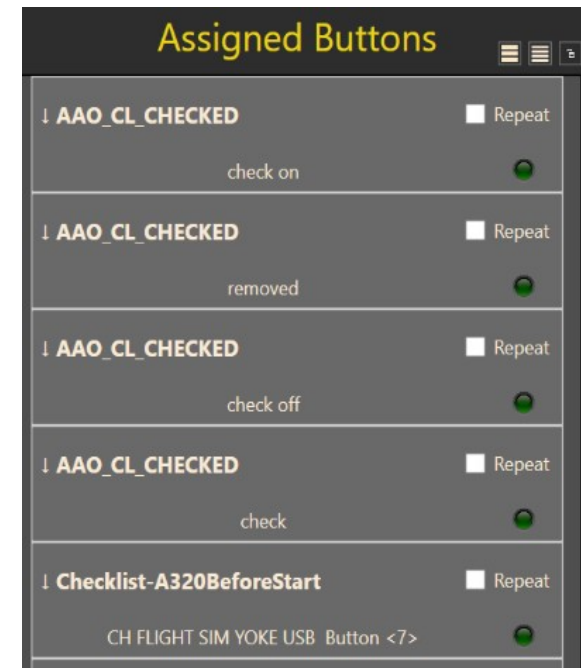 Assigned Buttons
↓ AAO_CL_CHECKED Repeat
check on
↓ AAO_CL_CHECKED Repeat
removed
↓ AAO_CL_CHECKED Repeat
check off
↓ AAO_CL_CHECKED Repeat
check
↓ Checklist-A320BeforeStart Repeat
CH FLIGHT SIM YOKE USB Button <7>